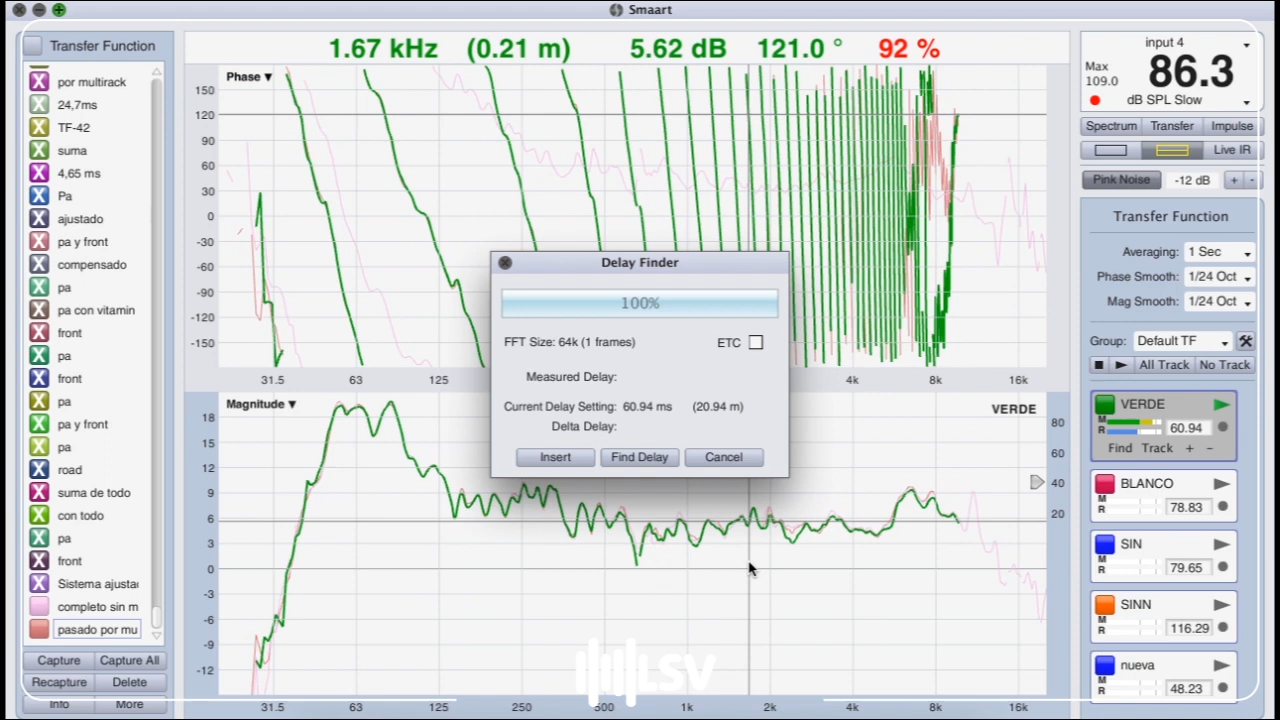 Smaart
Transfer Function
por multirack
24,7ms
TF-42
suma
4,65 ms
Pa
ajustado
pa y front
compensado
pa
pa con vitamin
front
pa
front
pa
pa y front
pa
road
suma de todo
con todo
pa
front
Sistema ajusta
completo sin m
pasado por mu
Capture Capture All
Recapture Delete
Info More
1.67 kHz (0.21 m) 5.62 dB 121.0 ° 92 %
Phase ▼
150
120
90
60
30
0
-30
-60
-90
-120
-150
31.5 63 125 4k 8k 16k
Delay Finder
100%
FFT Size: 64k (1 frames) ETC
Measured Delay:
Current Delay Setting: 60.94 ms (20.94 m)
Delta Delay:
Insert Find Delay Cancel
Magnitude ▼ VERDE
18
15
12
9
6
3
0
-3
-6
-9
-12
80
60
40
20
31.5 63 125 250 500 1k 2k 4k 8k 16k
LSV
input 4
Max
109.0
86.3
dB SPL Slow
Spectrum Transfer Impulse
Live IR
Pink Noise -12 dB + -
Transfer Function
Averaging: 1 Sec
Phase Smooth: 1/24 Oct
Mag Smooth: 1/24 Oct
Group: Default TF
All Track No Track
VERDE
M
R
60.94
Find Track + -
BLANCO
M
R
78.83
SIN
M
R
79.65
SINN
M
R
116.29
nueva
M
R
48.23